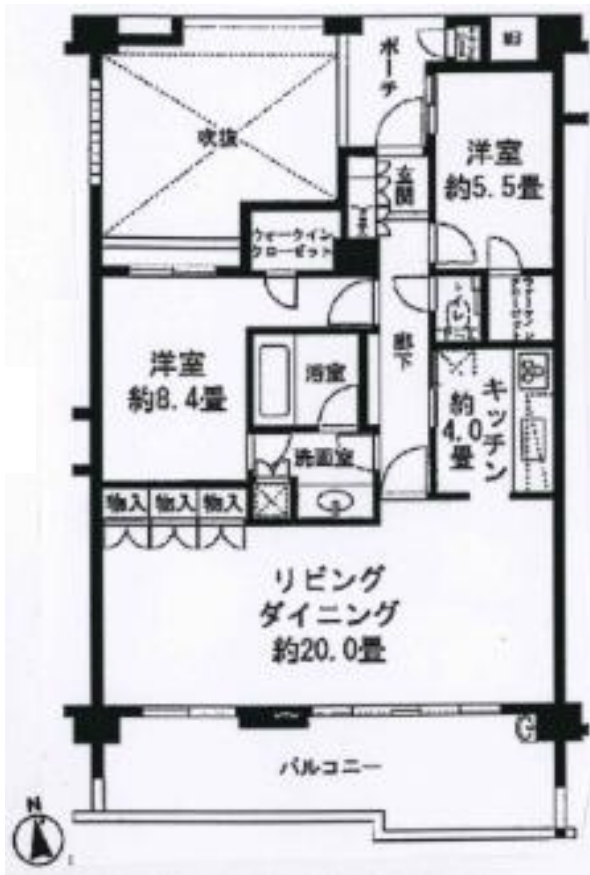 ポーチ
MB
吹抜
洋室
約5.5畳
玄関
ウォークイン
クローゼット
トイレ
廊下
洋室
約8.4畳
浴室
キッチン
約4.0畳
洗面室
物入
物入
物入
リビング
ダイニング
約20.0畳
バルコニー
N